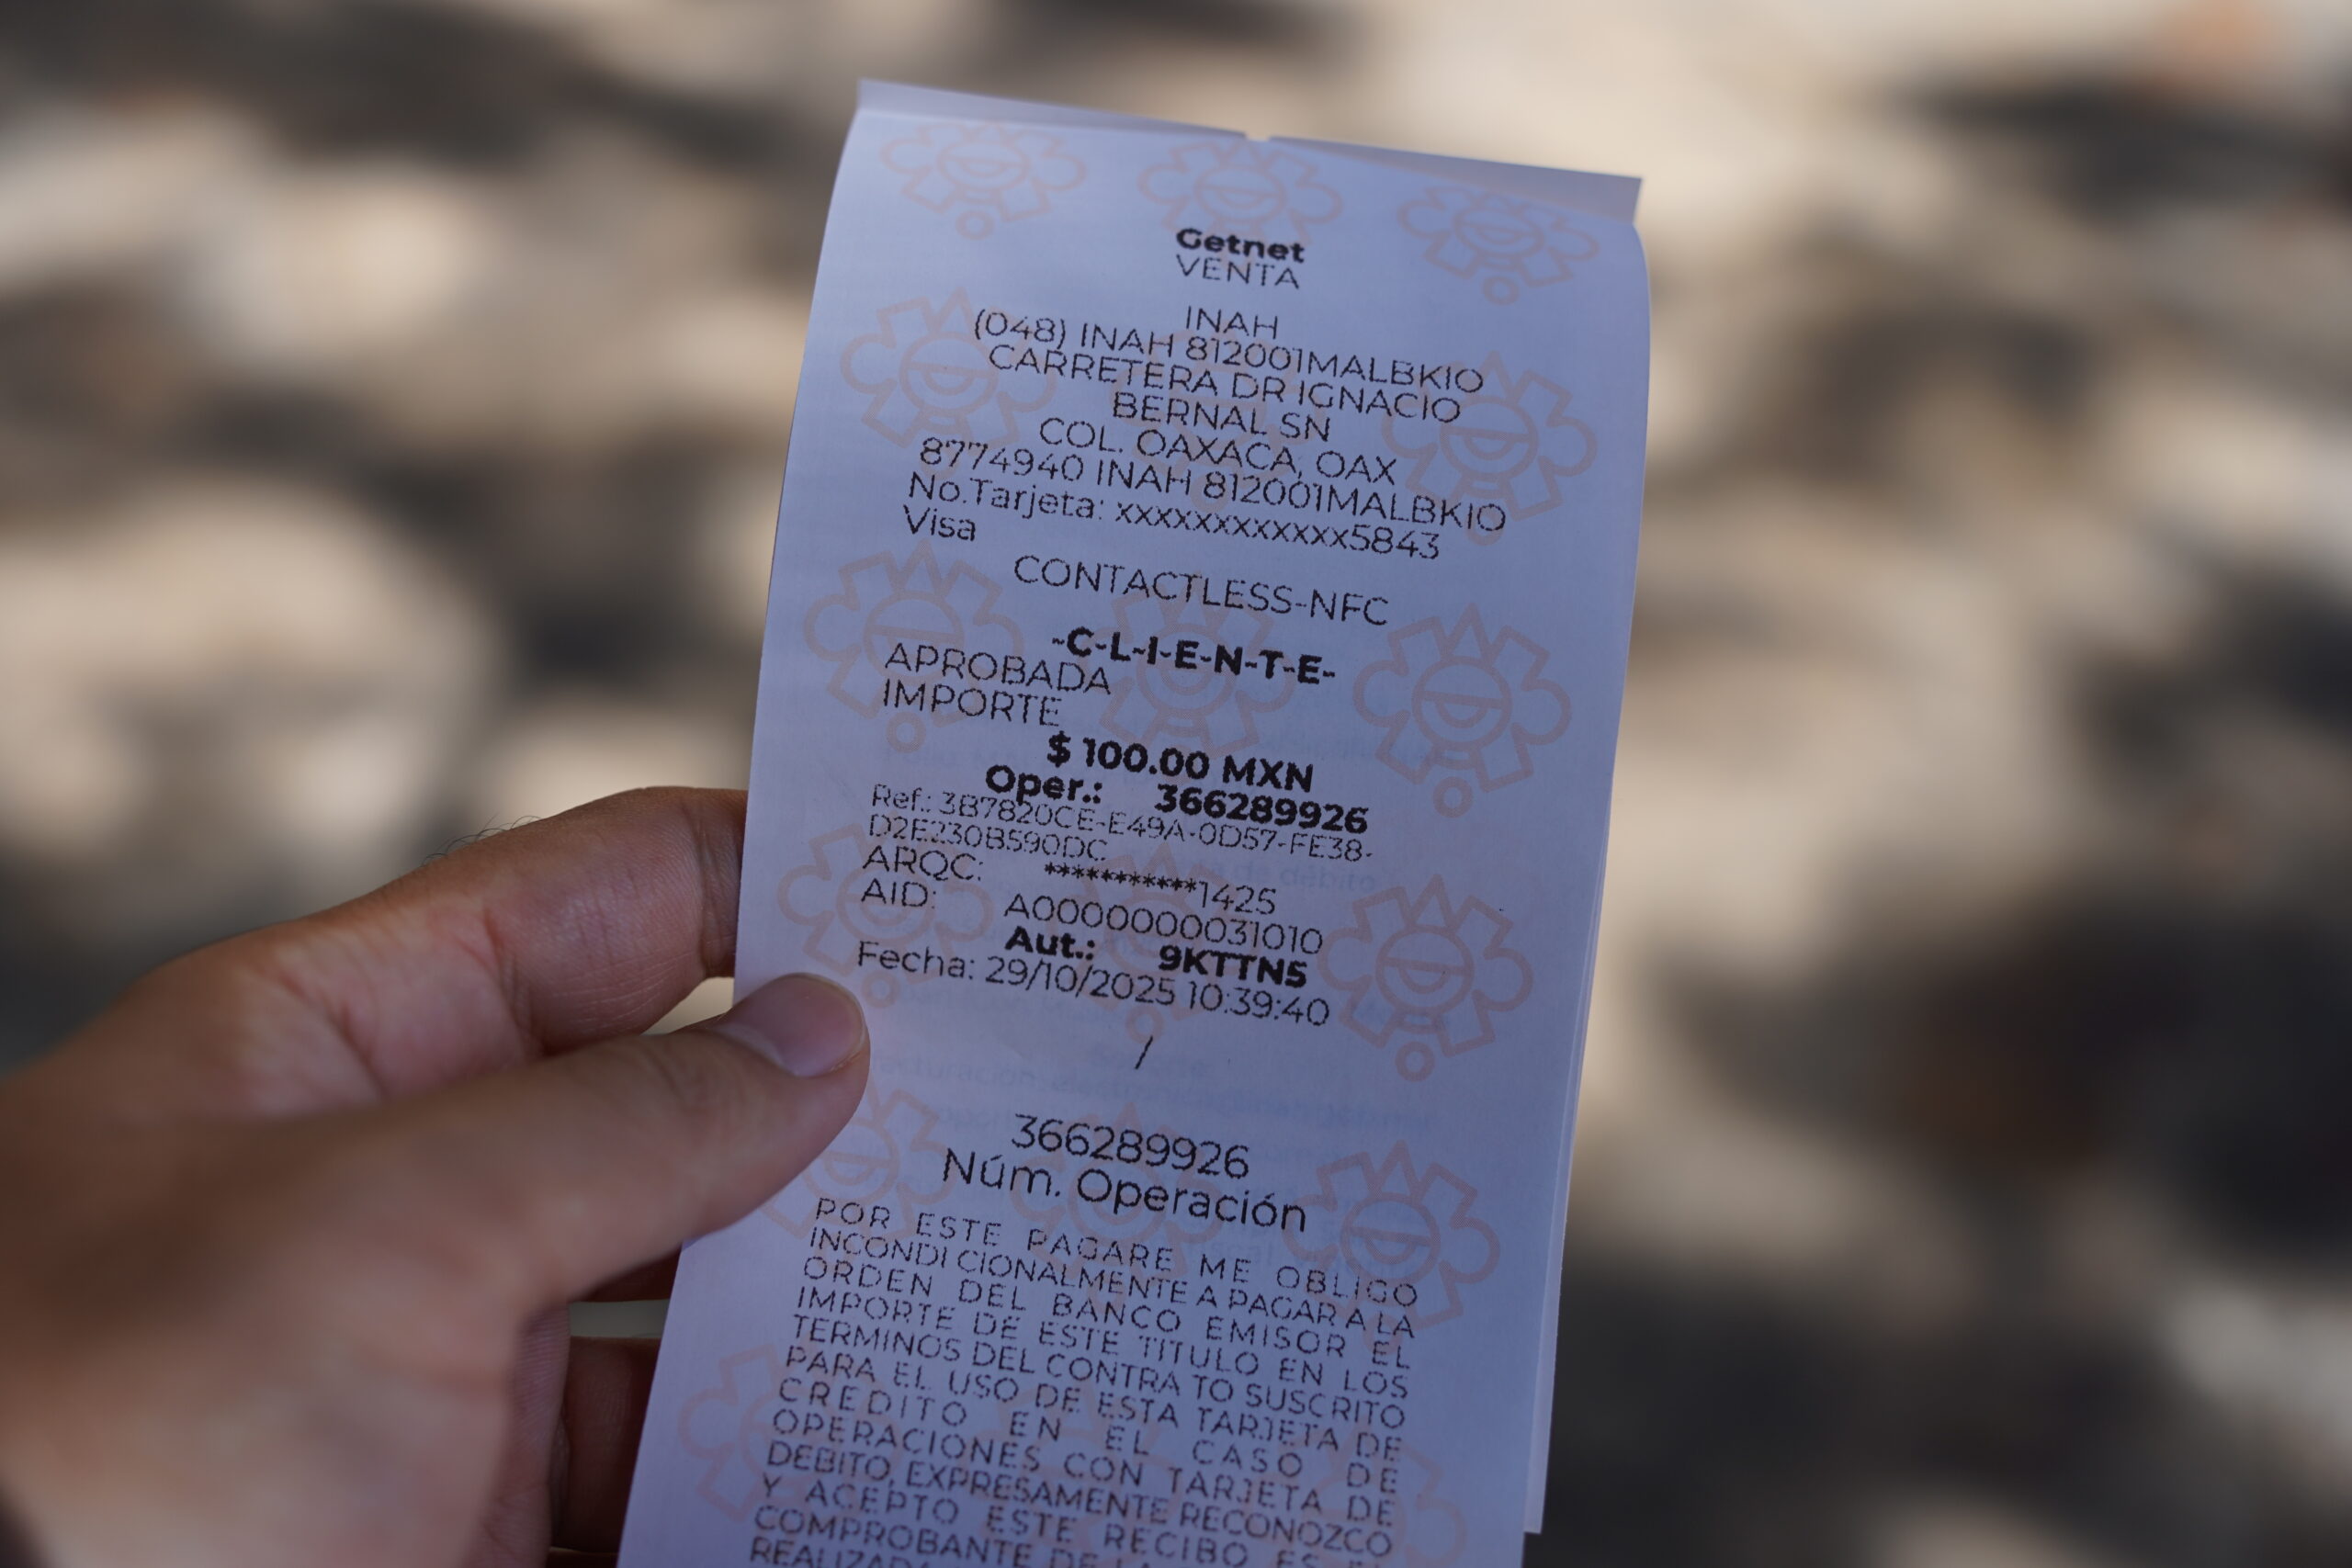 Getnet
VENTA
INAH
(048) INAH 812001MALBKIO
CARRETERA DR IGNACIO
BERNAL SN
COL. OAXACA, OAX
8774940 INAH 812001MALBKIO
No.Tarjeta: xxxxxxxxxxxx5843
Visa
CONTACTLESS-NFC
-C-L-I-E-N-T-E-
APROBADA
IMPORTE
$ 100.00 MXN
Oper.: 366289926
Ref.: 3B7820CE-E49A-0D57-FE38-
D2E230B590DC
ARQC: ***********1425
AID: A0000000031010
Aut.: 9KTTN5
Fecha: 29/10/2025 10:39:40
/
366289926
Núm. Operación
POR ESTE PAGARE ME OBLIGO
INCONDICIONALMENTE A PAGAR A LA
ORDEN DEL BANCO EMISOR EL
IMPORTE DE ESTE TITULO EN LOS
TERMINOS DEL CONTRATO SUSCRITO
PARA EL USO DE ESTA TARJETA DE
CREDITO EN EL CASO DE
OPERACIONES CON TARJETA DE
DEBITO, EXPRESAMENTE RECONOZCO
Y ACEPTO ESTE RECIBO ES EL
COMPROBANTE DE LA